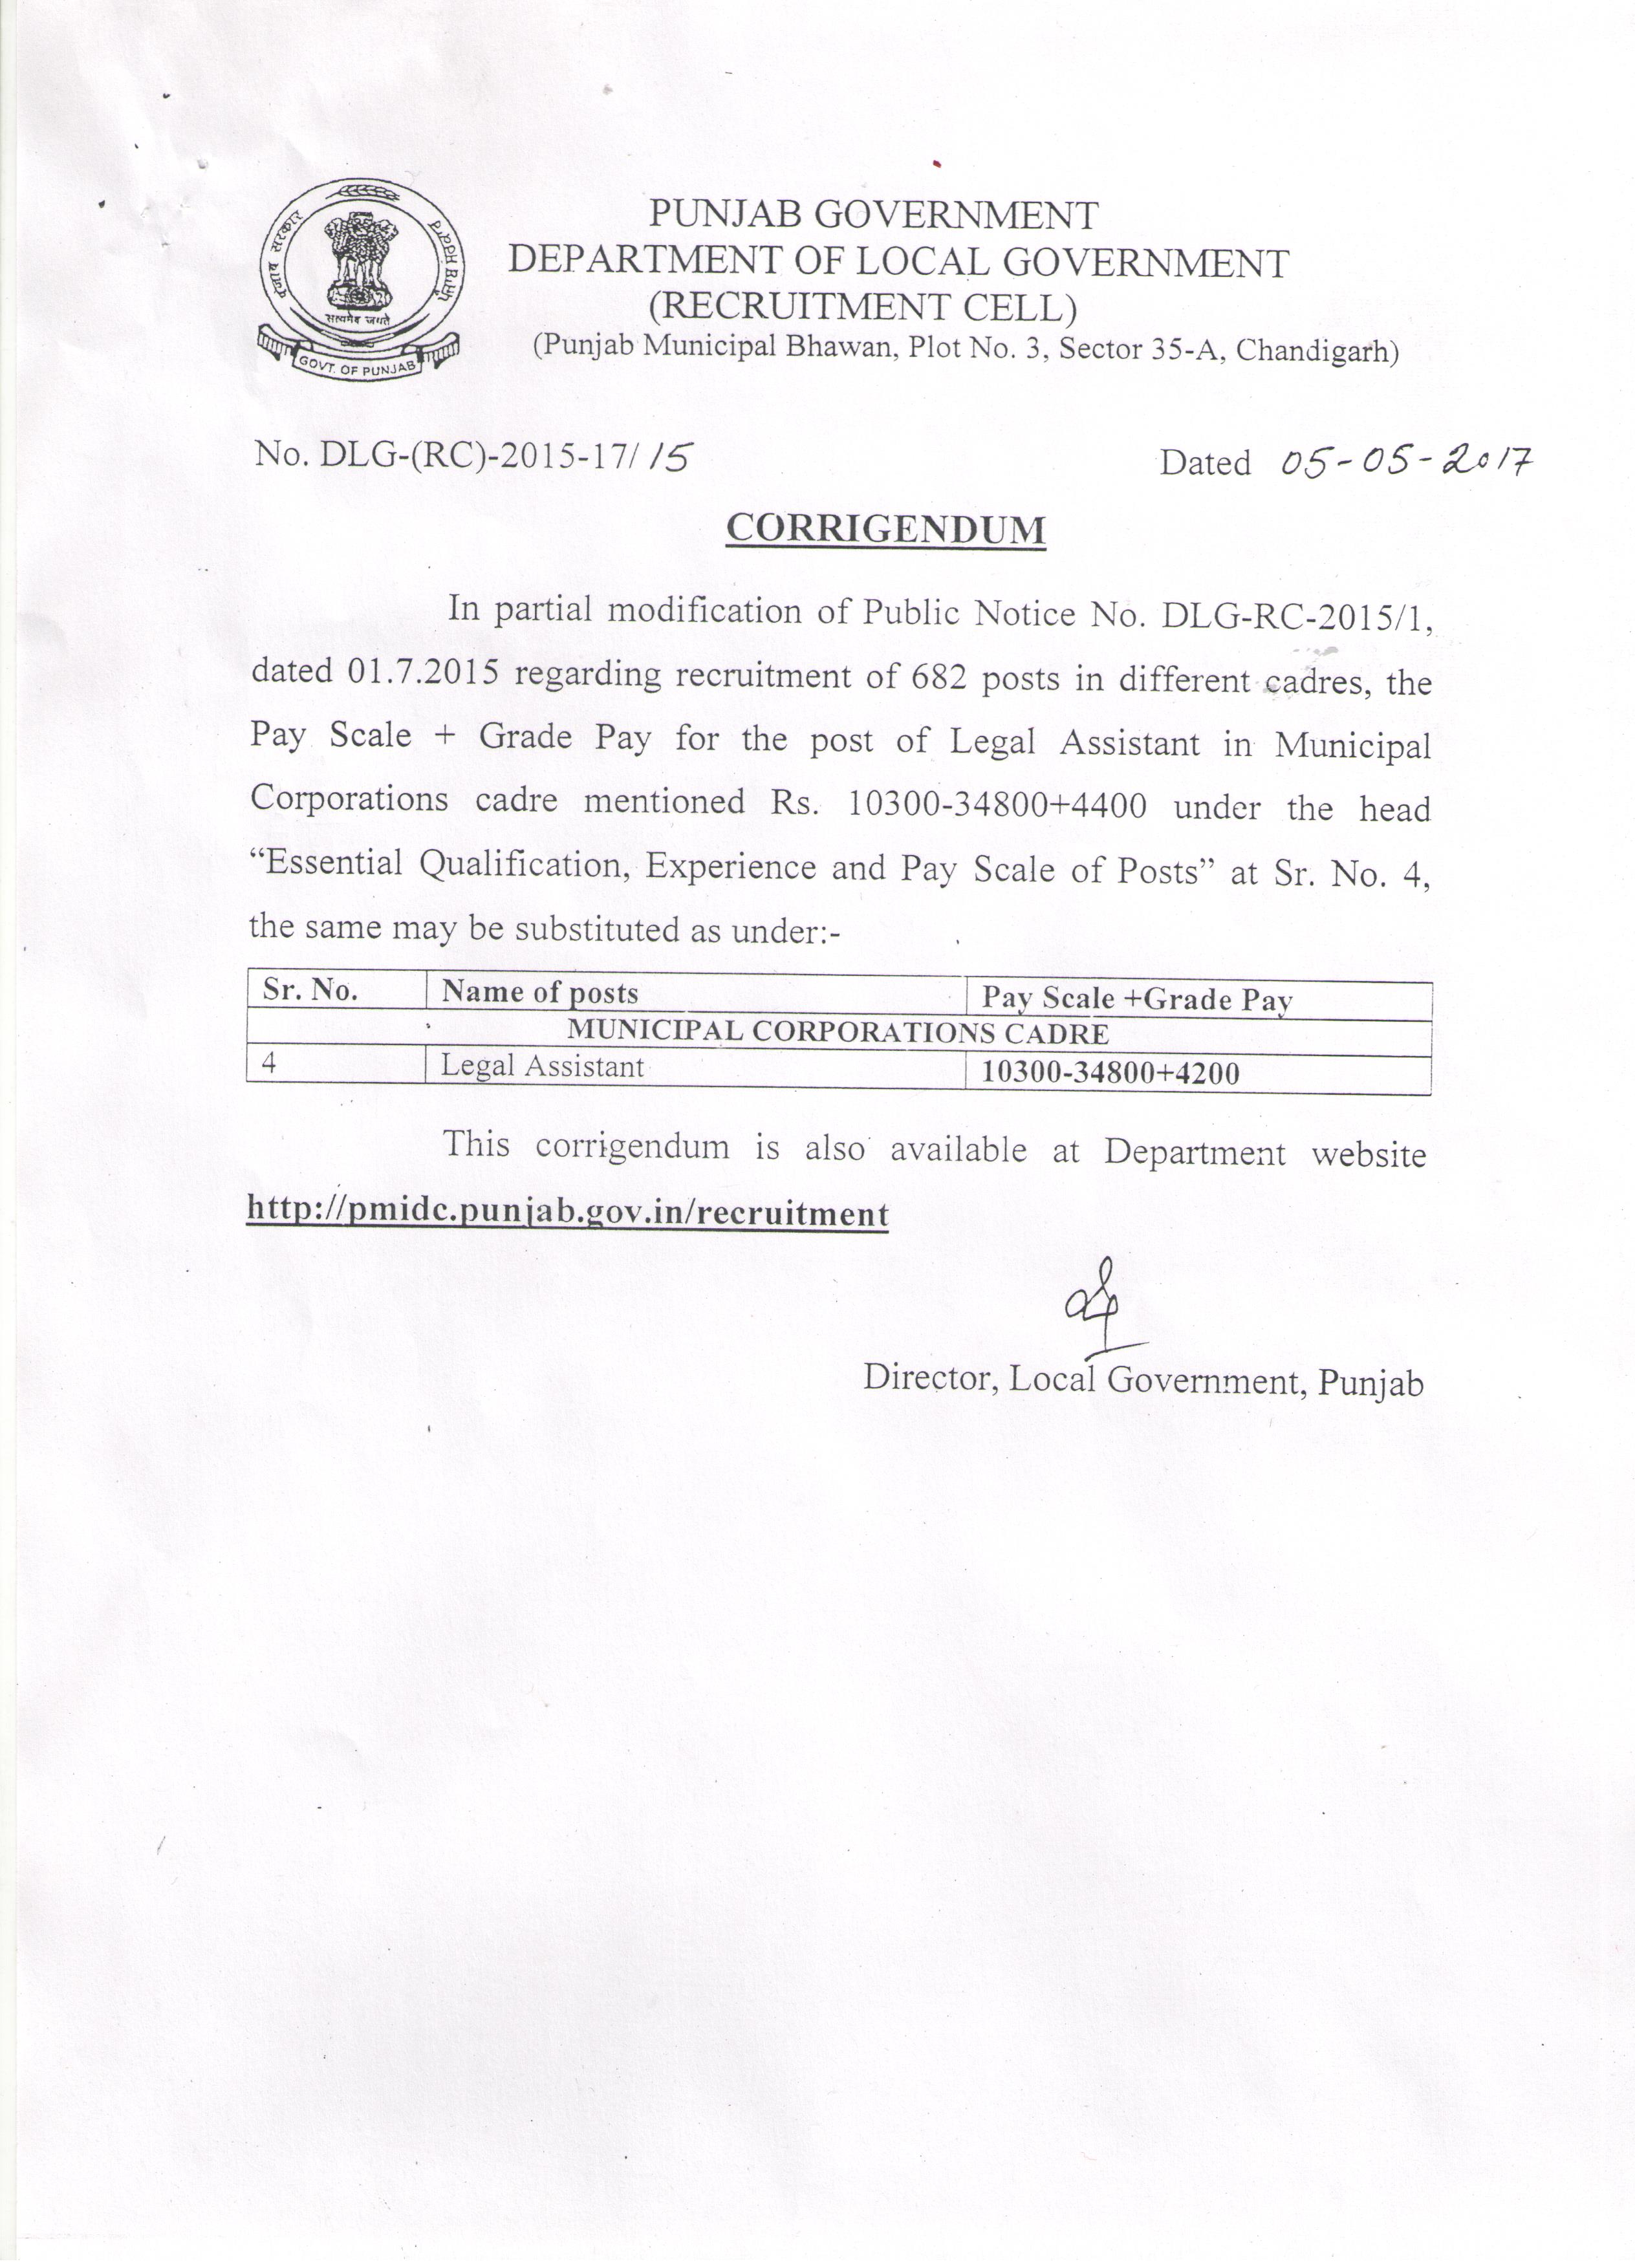 पंजाब सरकार
ਪੰਜਾਬ ਸਰਕਾਰ
सत्यमेव जयते
GOVT. OF PUNJAB
PUNJAB GOVERNMENT
DEPARTMENT OF LOCAL GOVERNMENT
(RECRUITMENT CELL)
(Punjab Municipal Bhawan, Plot No. 3, Sector 35-A, Chandigarh)
No. DLG-(RC)-2015-17/15 Dated 05-05-2017
CORRIGENDUM
In partial modification of Public Notice No. DLG-RC-2015/1,
dated 01.7.2015 regarding recruitment of 682 posts in different cadres, the
Pay Scale + Grade Pay for the post of Legal Assistant in Municipal
Corporations cadre mentioned Rs. 10300-34800+4400 under the head
“Essential Qualification, Experience and Pay Scale of Posts” at Sr. No. 4,
the same may be substituted as under:-
Sr. No. Name of posts Pay Scale +Grade Pay
MUNICIPAL CORPORATIONS CADRE
4 Legal Assistant 10300-34800+4200
This corrigendum is also available at Department website
http://pmidc.punjab.gov.in/recruitment
Director, Local Government, Punjab